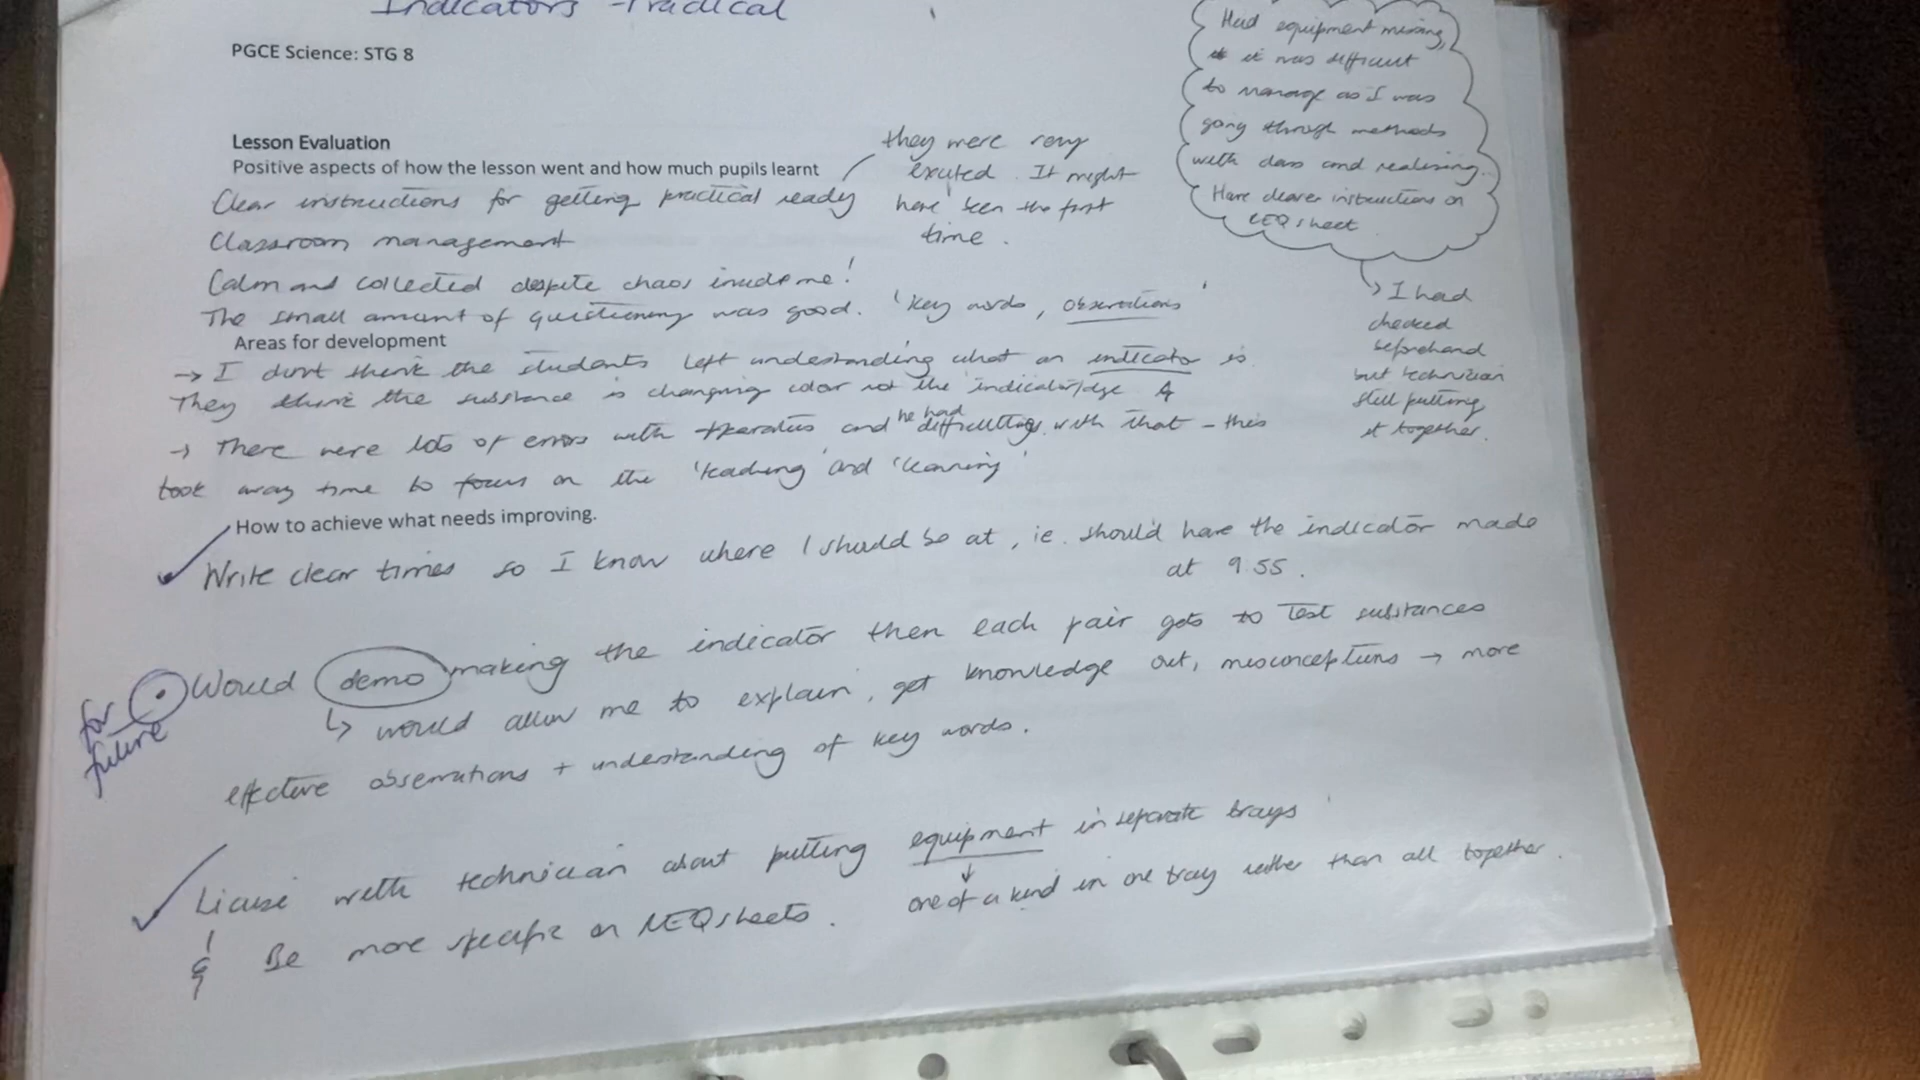 Indicators - Practical
PGCE Science: STG 8
Had equipment missing,
it was difficult
to manage as I was
going through methods
with class and realising.
Have clearer instructions on
sheet
I had
checked
beforehand
but technician
still putting
it together.
Lesson Evaluation
Positive aspects of how the lesson went and how much pupils learnt
they were very
excited. It might
have been the first
time.
Clear instructions for getting practical ready
Classroom management
Calm and collected despite chaos inside me!
The small amount of questioning was good. 'key words, observations'
Areas for development
→ I don't think the students left understanding what an indicator is
They think the substance is changing color not the indicator/dye
→ There were lots of errors with and he had with that - this
took away time to focus on the 'teaching' and 'learning'
How to achieve what needs improving.
✓ Write clear times so I know where I should be at, ie. should have the indicator made
at 9.55.
for future
Would demo making the indicator then each pair gets to test substances
↳ would allow me to explain, get knowledge out, misconceptions → more
effective observations + understanding of key words.
✓ Liaise with technician about putting equipment in separate trays
↓ one of a kind in one tray rather than all together.
& Be more specific on sheets.